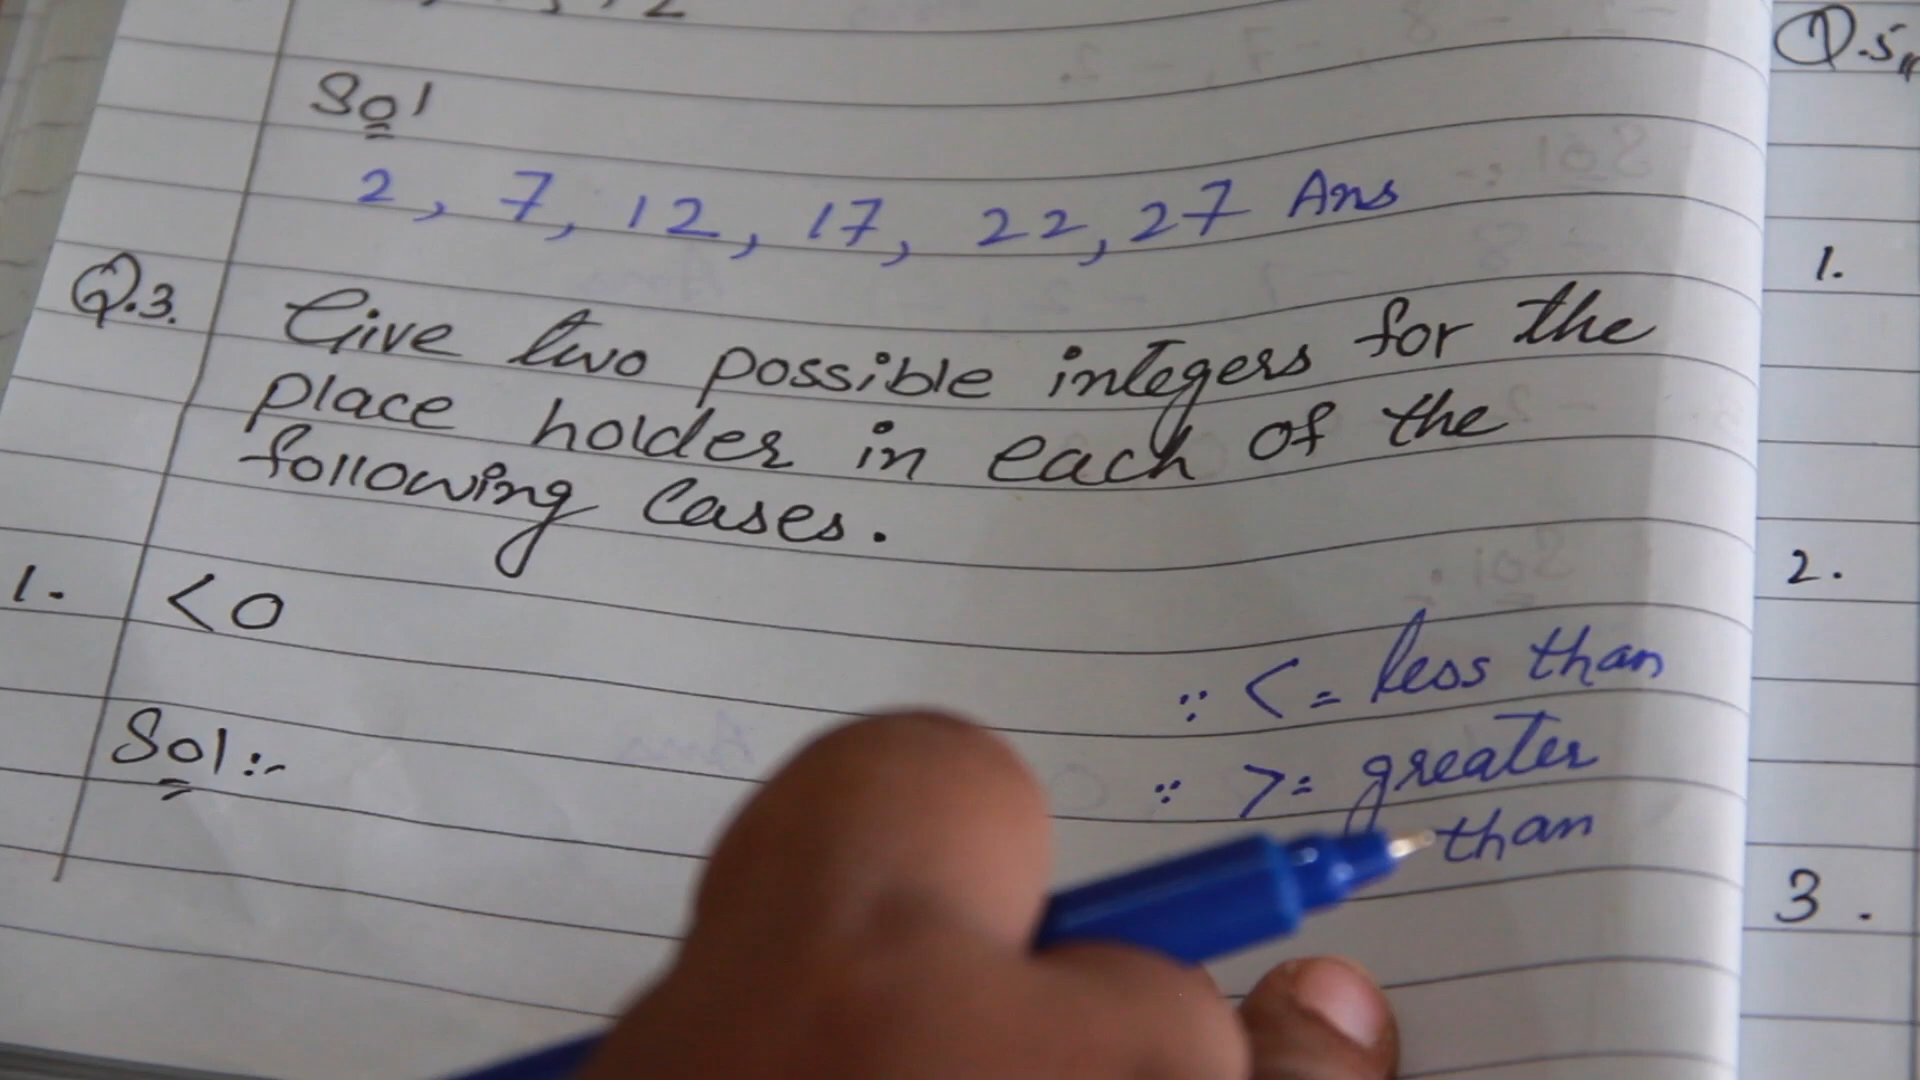 Sol
2, 7, 12, 17, 22, 27 Ans
Q.3. Give two possible integers for the
place holder in each of the
following Cases.
1. < 0
∵ < = less than
Sol:-
∵ > = greater
than
Q.5
1.
2.
3.